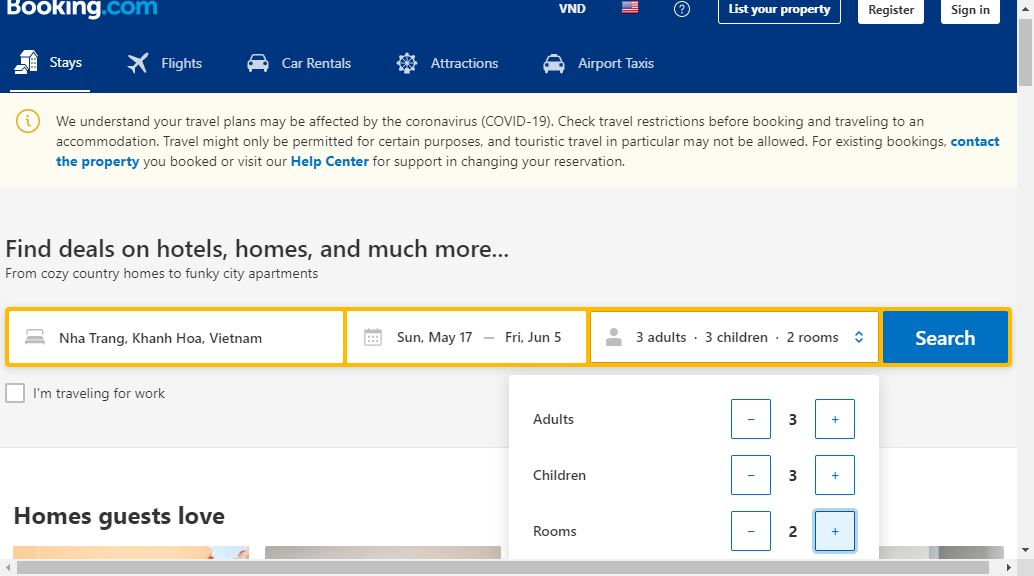 Booking.com
VND
List your property
Register
Sign in
Stays
Flights
Car Rentals
Attractions
Airport Taxis
We understand your travel plans may be affected by the coronavirus (COVID-19). Check travel restrictions before booking and traveling to an
accommodation. Travel might only be permitted for certain purposes, and touristic travel in particular may not be allowed. For existing bookings, contact
the property you booked or visit our Help Center for support in changing your reservation.
Find deals on hotels, homes, and much more...
From cozy country homes to funky city apartments
Nha Trang, Khanh Hoa, Vietnam
Sun, May 17 — Fri, Jun 5
3 adults · 3 children · 2 rooms
Search
I'm traveling for work
Adults − 3 +
Children − 3 +
Rooms − 2 +
Homes guests love